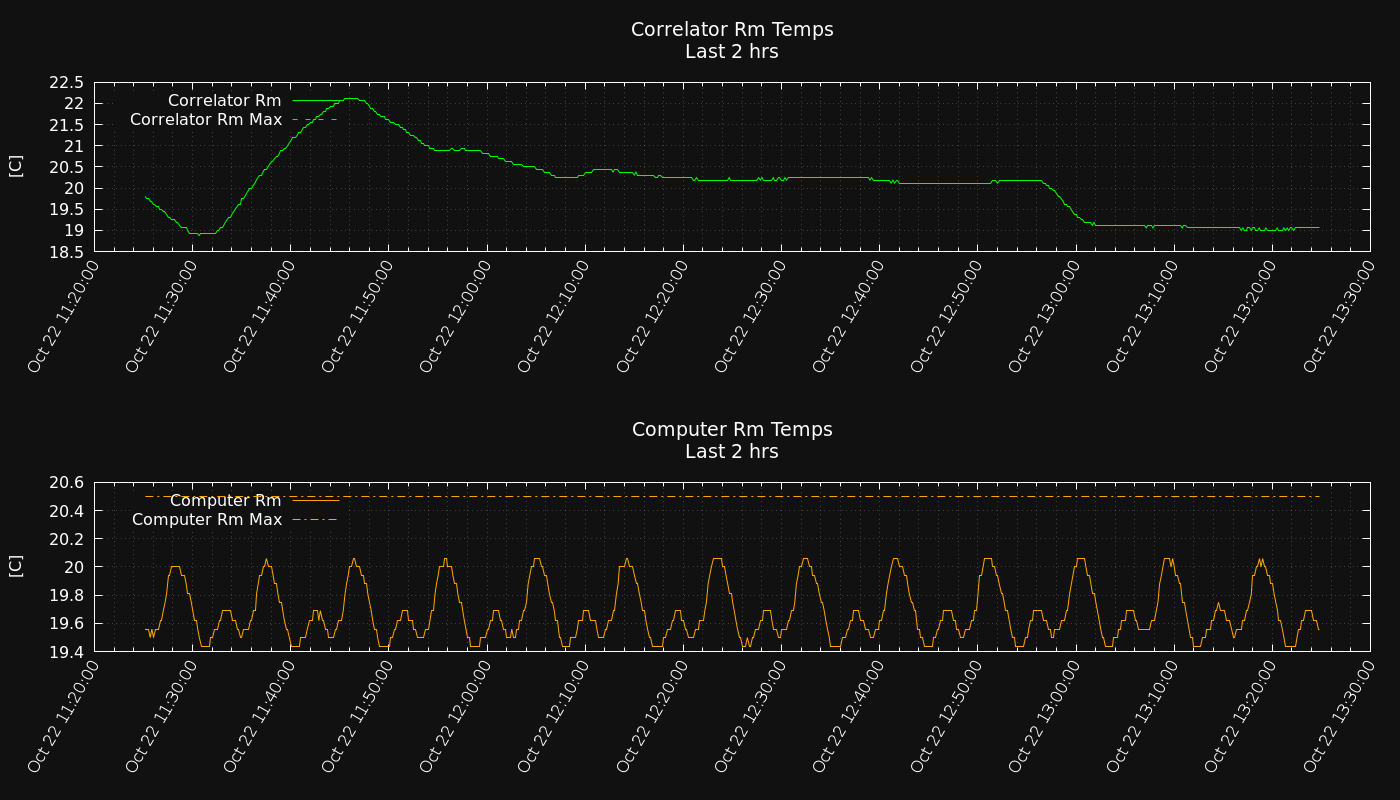 Correlator Rm Temps
Last 2 hrs
22.5
22
21.5
21
20.5
20
19.5
19
18.5
[C]
Correlator Rm
Correlator Rm Max
Oct 22 11:20:00
Oct 22 11:30:00
Oct 22 11:40:00
Oct 22 11:50:00
Oct 22 12:00:00
Oct 22 12:10:00
Oct 22 12:20:00
Oct 22 12:30:00
Oct 22 12:40:00
Oct 22 12:50:00
Oct 22 13:00:00
Oct 22 13:10:00
Oct 22 13:20:00
Oct 22 13:30:00
Computer Rm Temps
Last 2 hrs
20.6
20.4
20.2
20
19.8
19.6
19.4
[C]
Computer Rm
Computer Rm Max
Oct 22 11:20:00
Oct 22 11:30:00
Oct 22 11:40:00
Oct 22 11:50:00
Oct 22 12:00:00
Oct 22 12:10:00
Oct 22 12:20:00
Oct 22 12:30:00
Oct 22 12:40:00
Oct 22 12:50:00
Oct 22 13:00:00
Oct 22 13:10:00
Oct 22 13:20:00
Oct 22 13:30:00